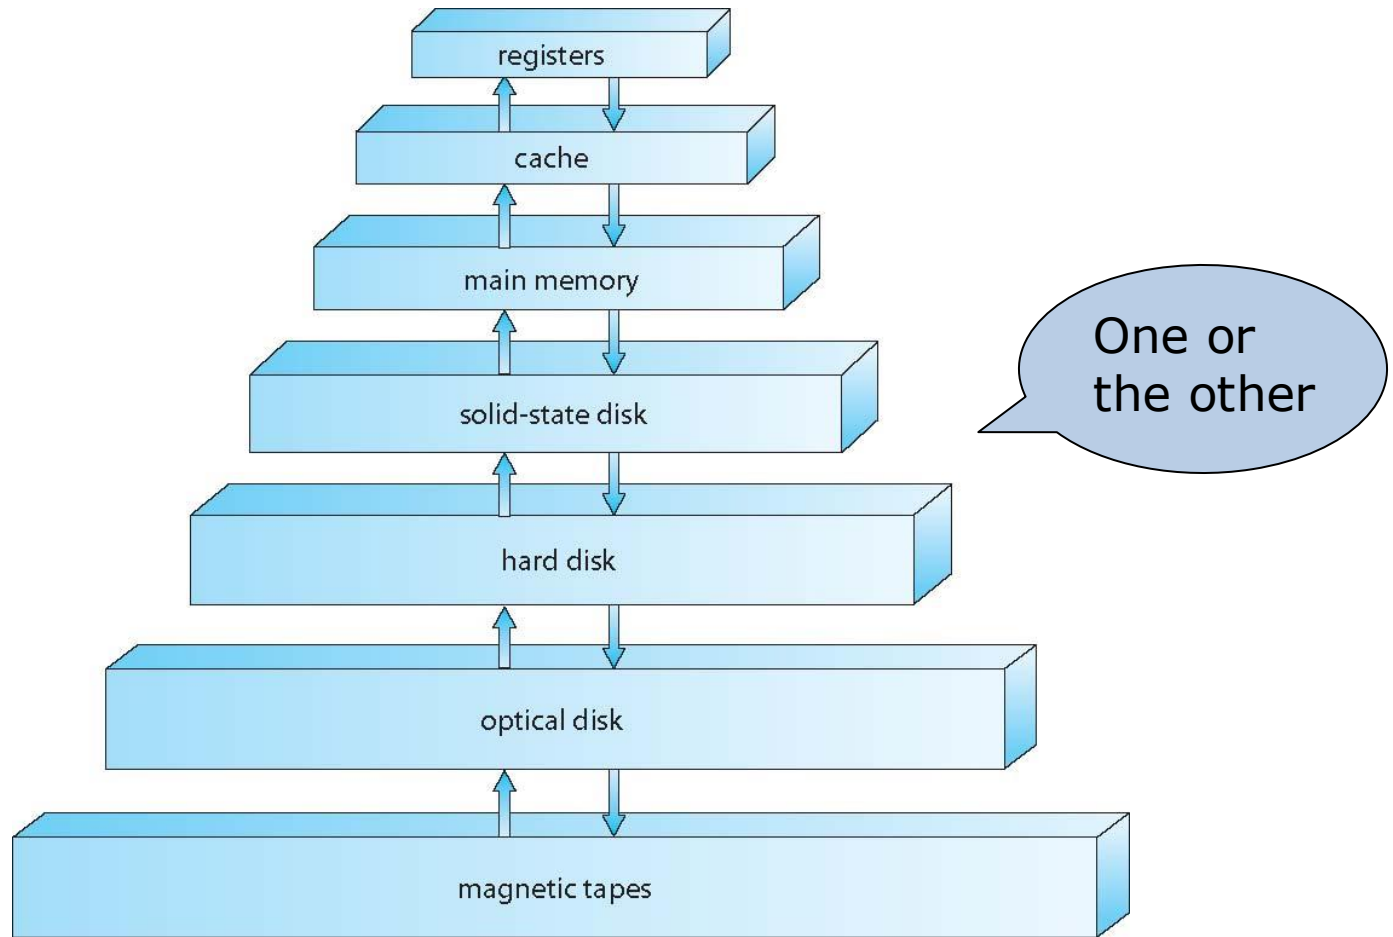 registers
cache
main memory
One or
the other
solid-state disk
hard disk
optical disk
magnetic tapes